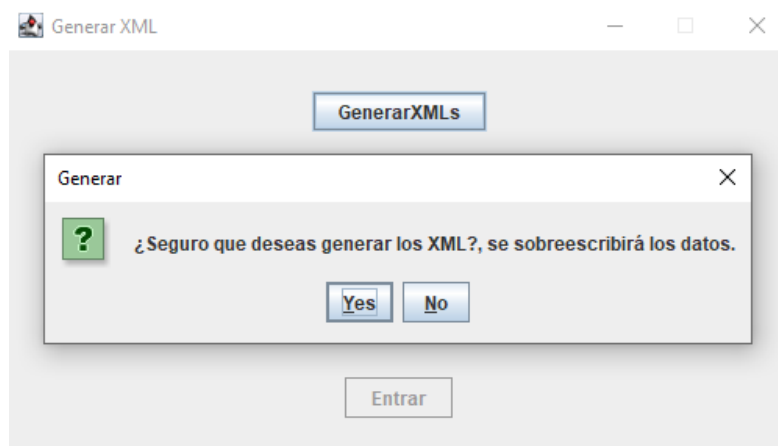 Generar XML
GenerarXMLs
Generar
¿Seguro que deseas generar los XML?, se sobreescribirá los datos.
Yes No
Entrar